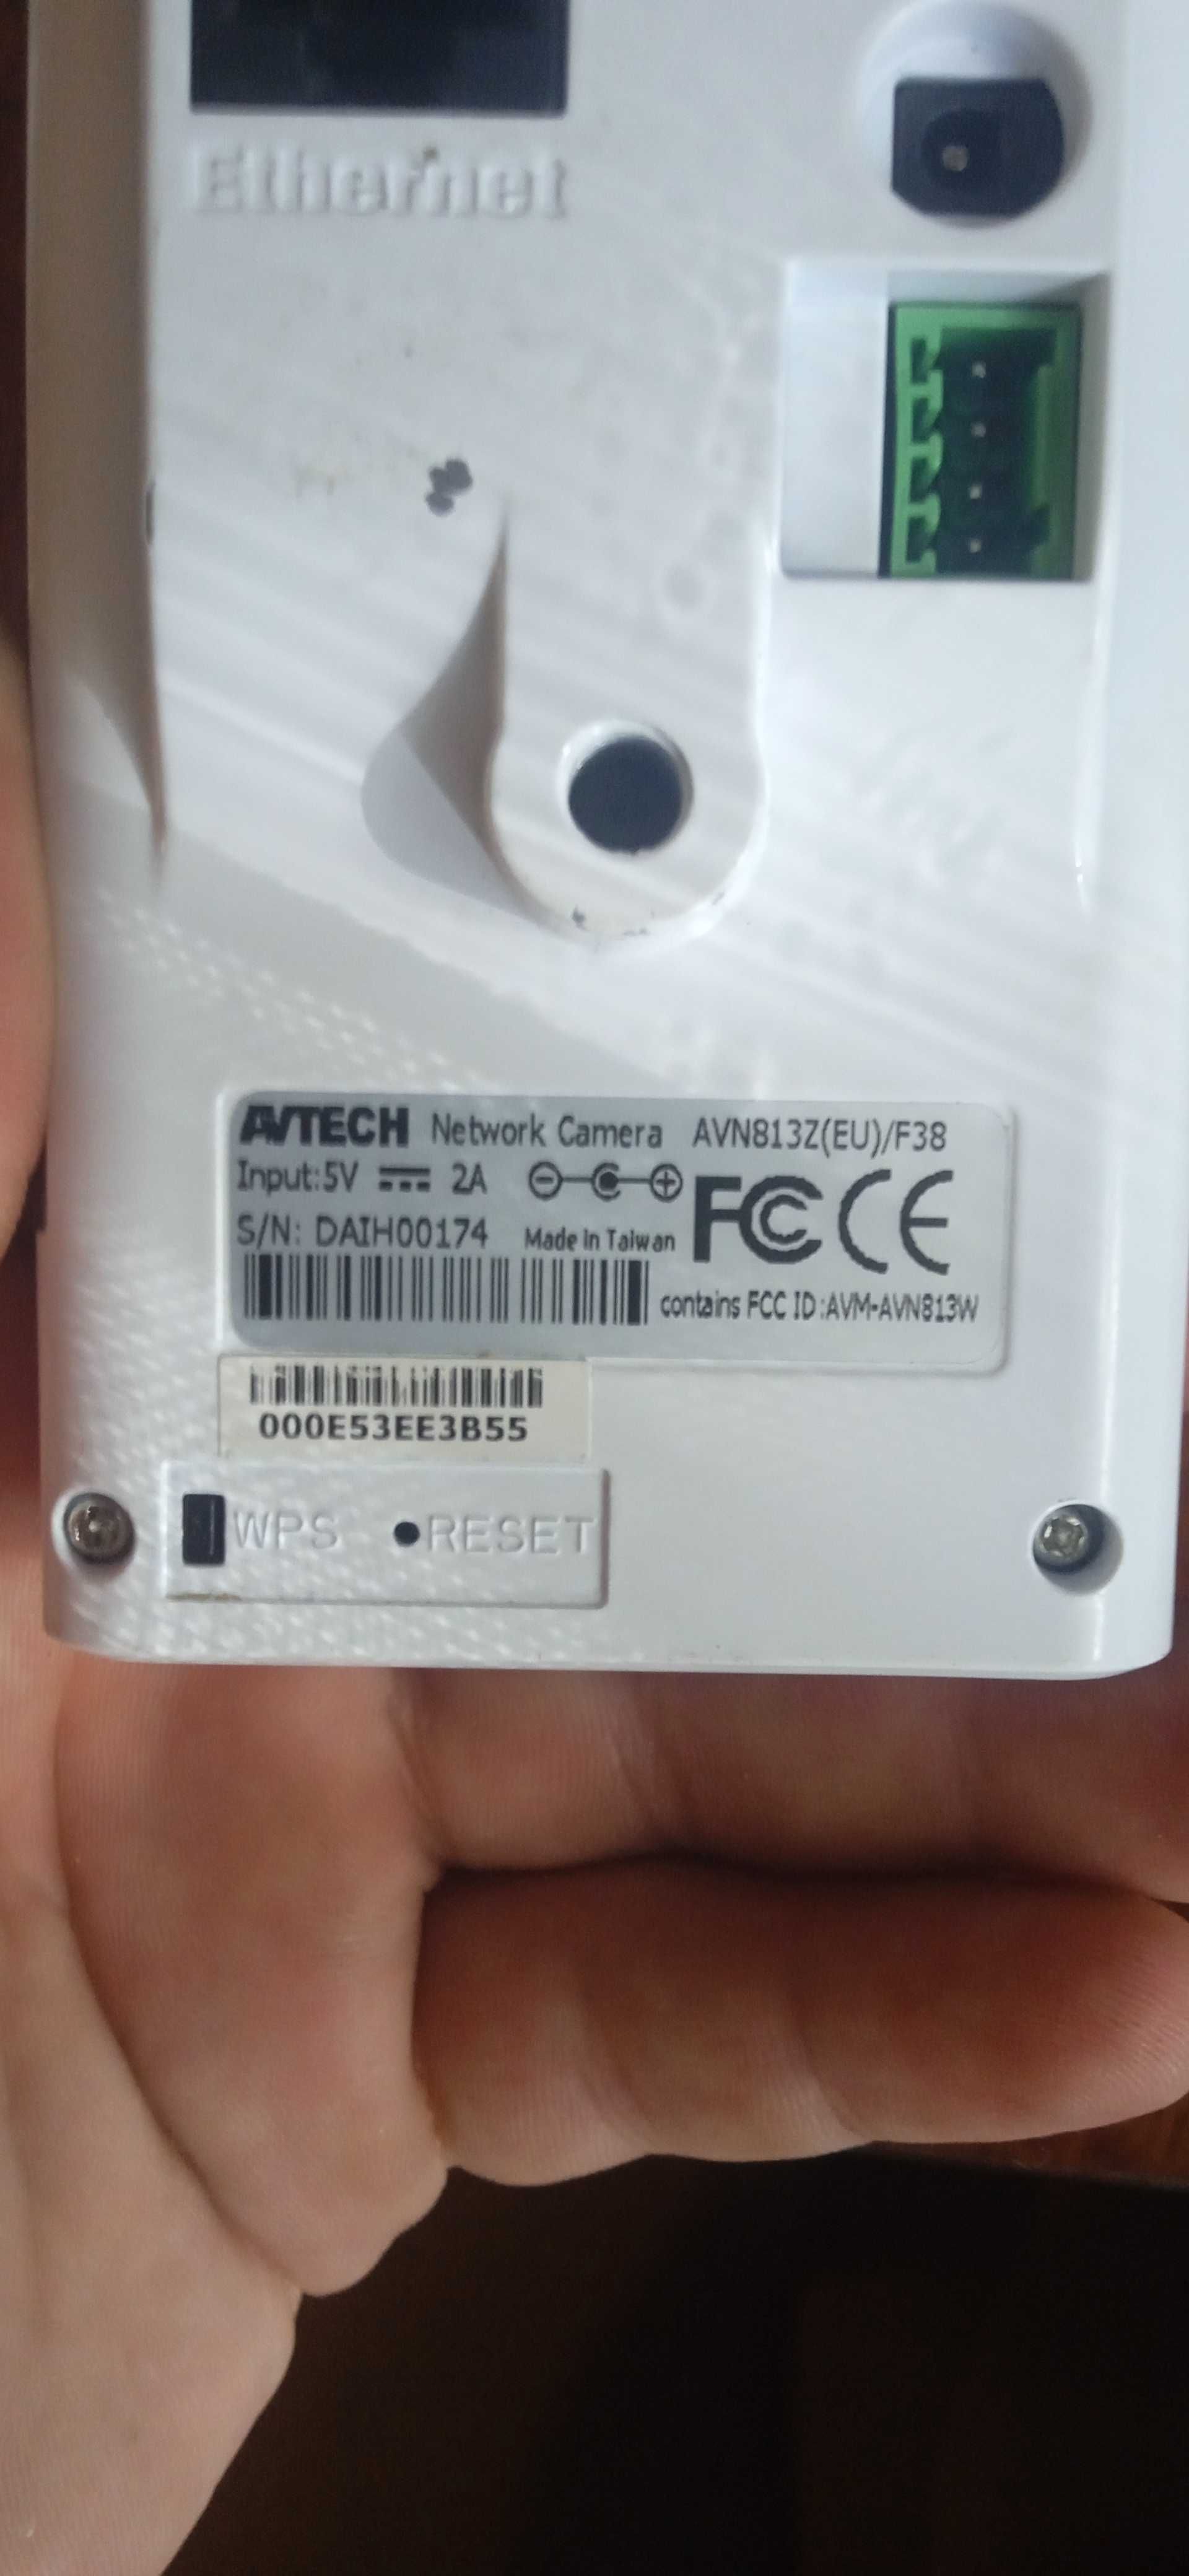 Ethernet
AVTECH Network Camera AVN813Z(EU)/F38
Input:5V 2A
S/N: DAIH00174 Made in Taiwan FC CE
contains FCC ID:AVM-AVN813W
000E53EE3B55
WPS RESET